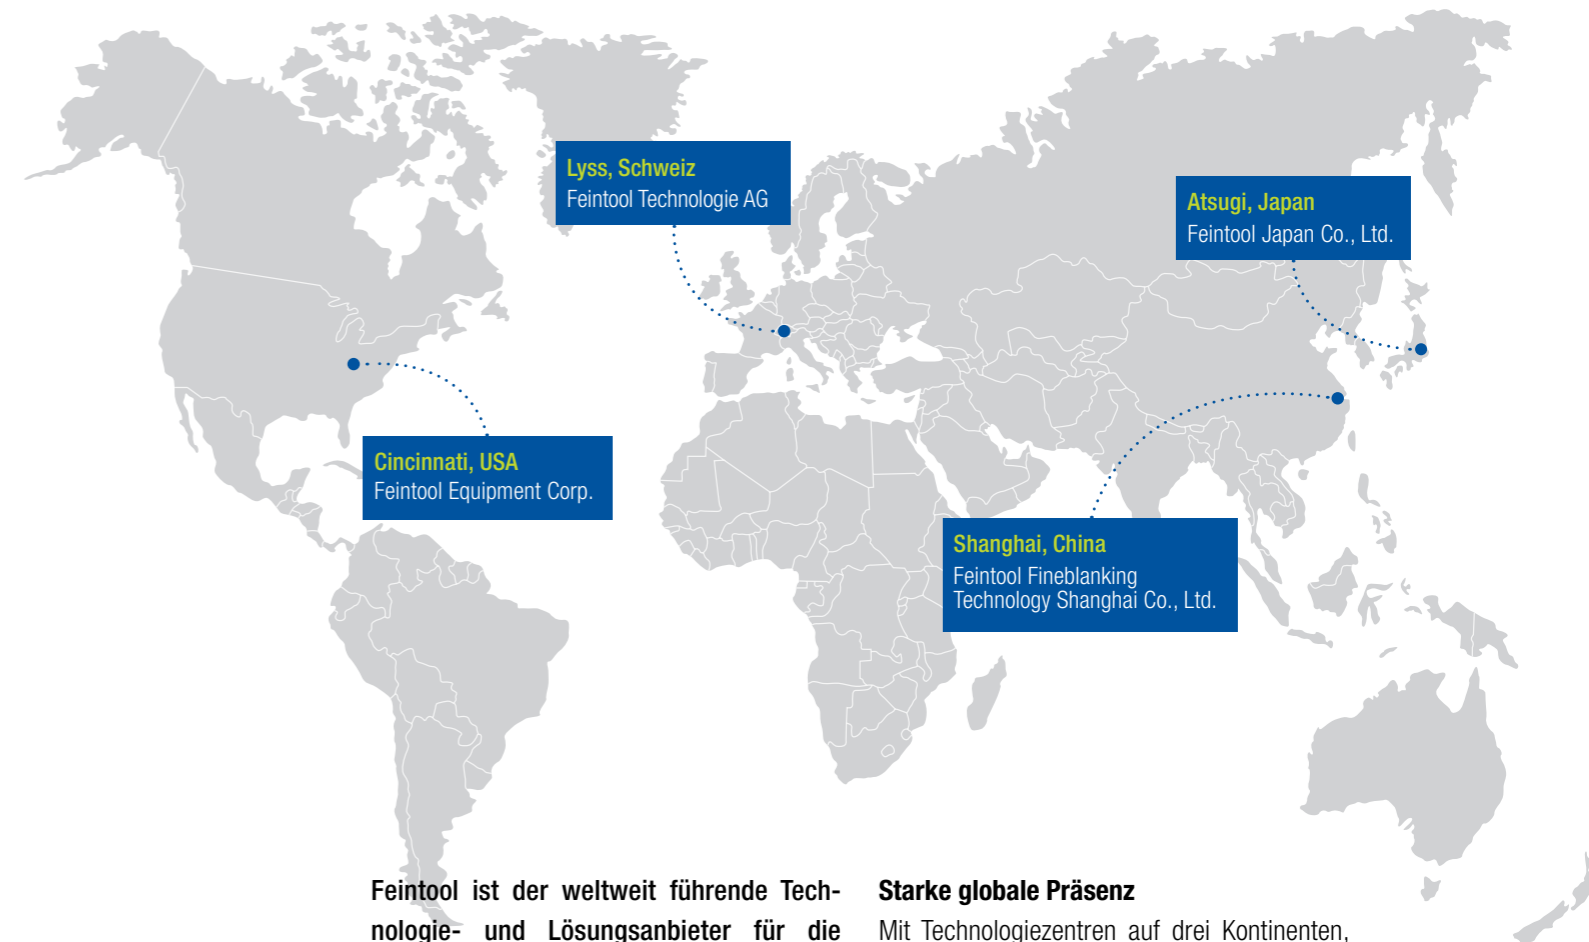 Lyss, Schweiz
Feintool Technologie AG
Atsugi, Japan
Feintool Japan Co., Ltd.
Cincinnati, USA
Feintool Equipment Corp.
Shanghai, China
Feintool Fineblanking
Technology Shanghai Co., Ltd.
Feintool ist der weltweit führende Tech-
nologie- und Lösungsanbieter für die
Starke globale Präsenz
Mit Technologiezentren auf drei Kontinenten,